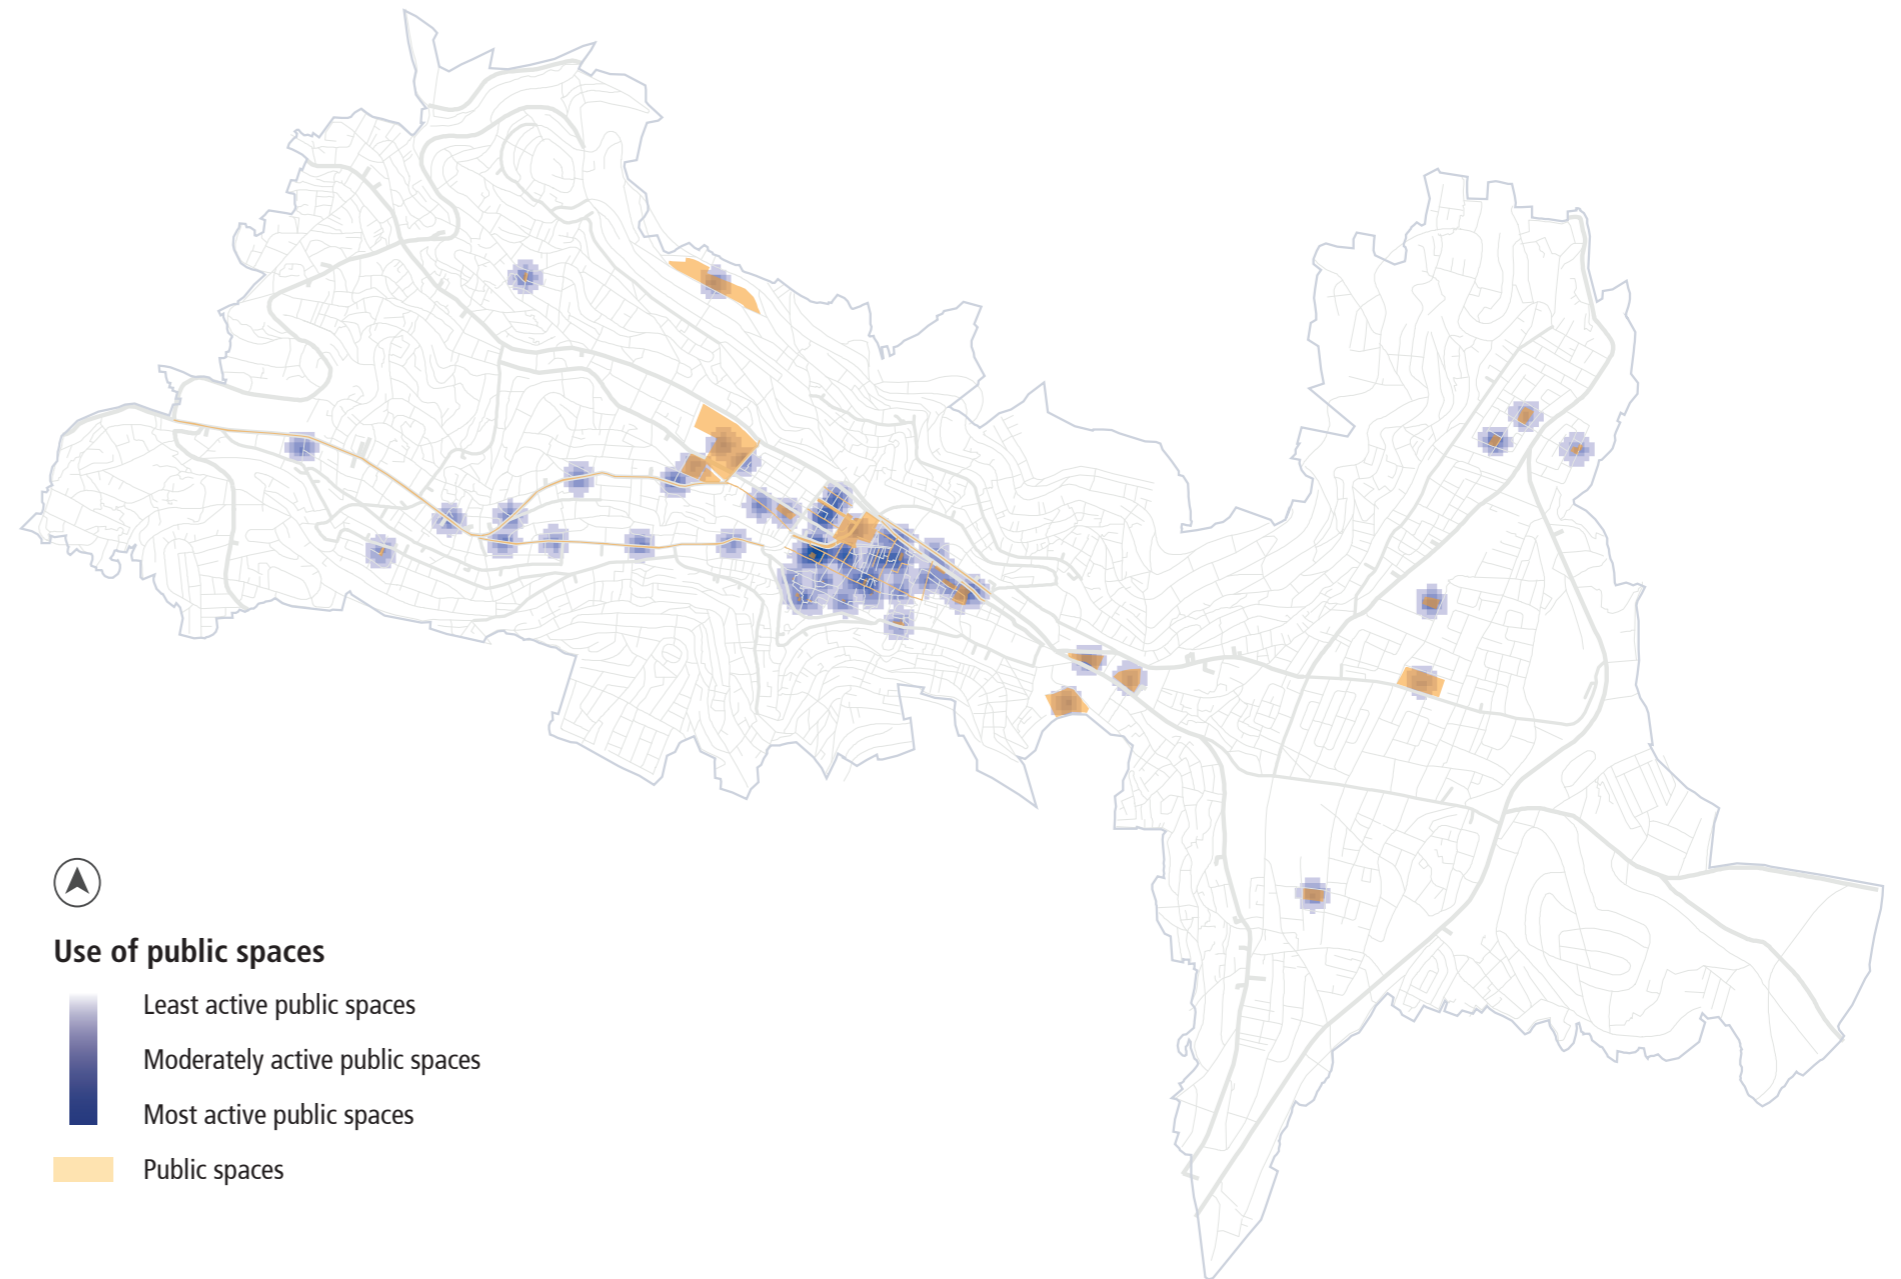 Use of public spaces
Least active public spaces
Moderately active public spaces
Most active public spaces
Public spaces